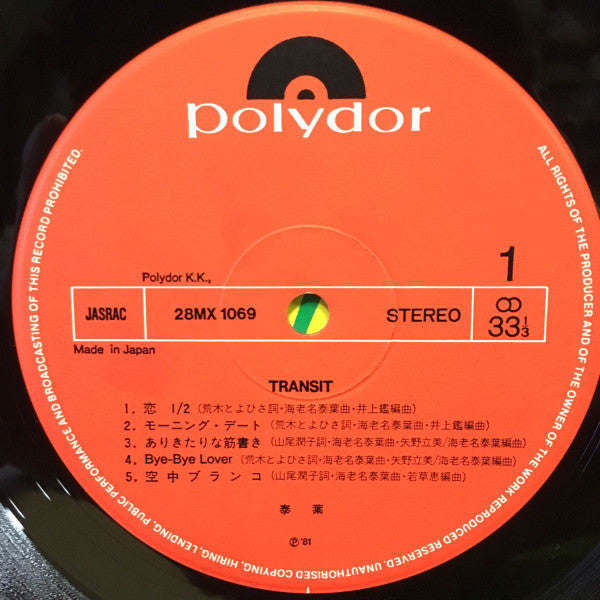 polydor
ALL RIGHTS OF THE PRODUCER AND OF THE OWNER OF THE WORK REPRODUCED RESERVED. UNAUTHORISED COPYING, HIRING, LENDING, PUBLIC PERFORMANCE AND BROADCASTING OF THIS RECORD PROHIBITED.
1
Polydor K.K.,
JASRAC 28MX 1069 STEREO 33 1/3
Made in Japan
TRANSIT
1. 恋 1/2 (荒木とよひさ詞・海老名泰葉曲・井上鑑編曲)
2. モーニング・デート (荒木とよひさ詞・海老名泰葉曲・井上鑑編曲)
3. ありきたりな筋書き (山尾潤子詞・海老名泰葉曲・矢野立美/海老名泰葉編曲)
4. Bye-Bye Lover (荒木とよひさ詞・海老名泰葉曲・矢野立美/海老名泰葉編曲)
5. 空中ブランコ (山尾潤子詞・海老名泰葉曲・若草恵編曲)
泰葉
Ⓟ '81